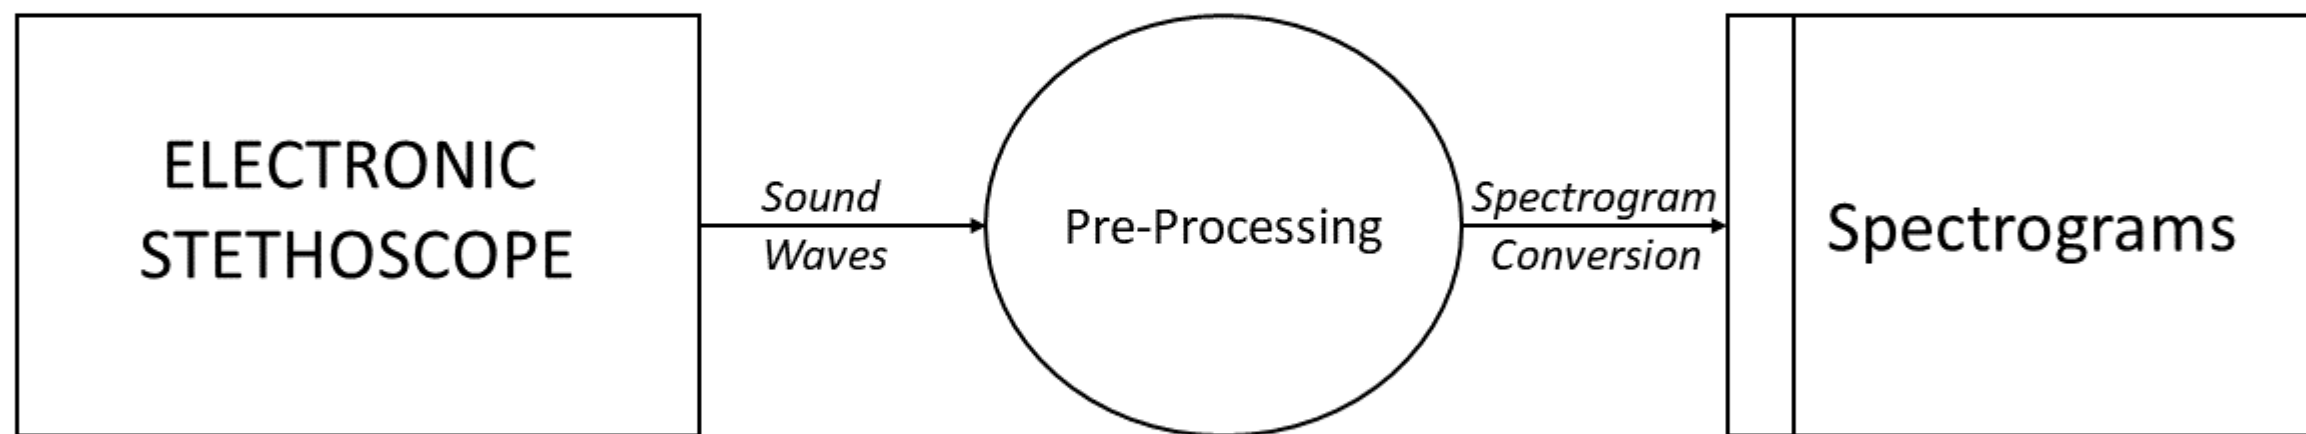 ELECTRONIC
STETHOSCOPE
Sound
Waves
Pre-Processing
Spectrogram
Conversion
Spectrograms